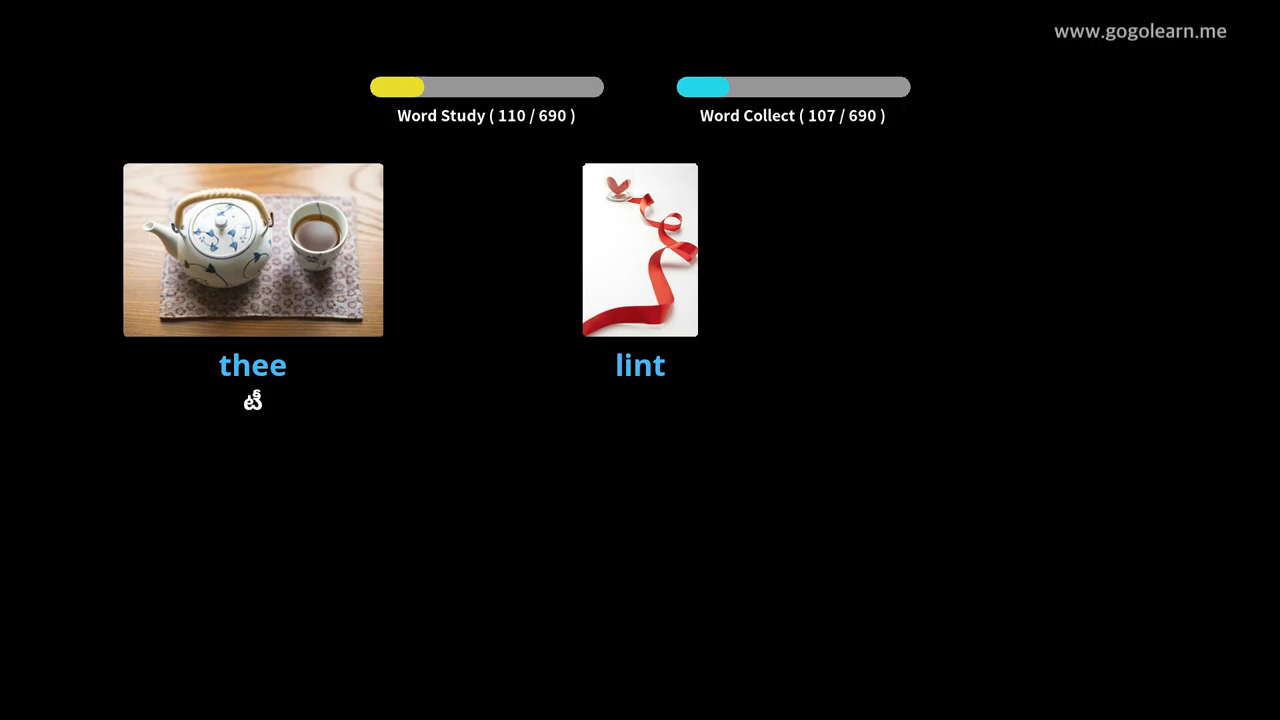 www.gogolearn.me
Word Study ( 110 / 690 )
Word Collect ( 107 / 690 )
thee
lint
టీ